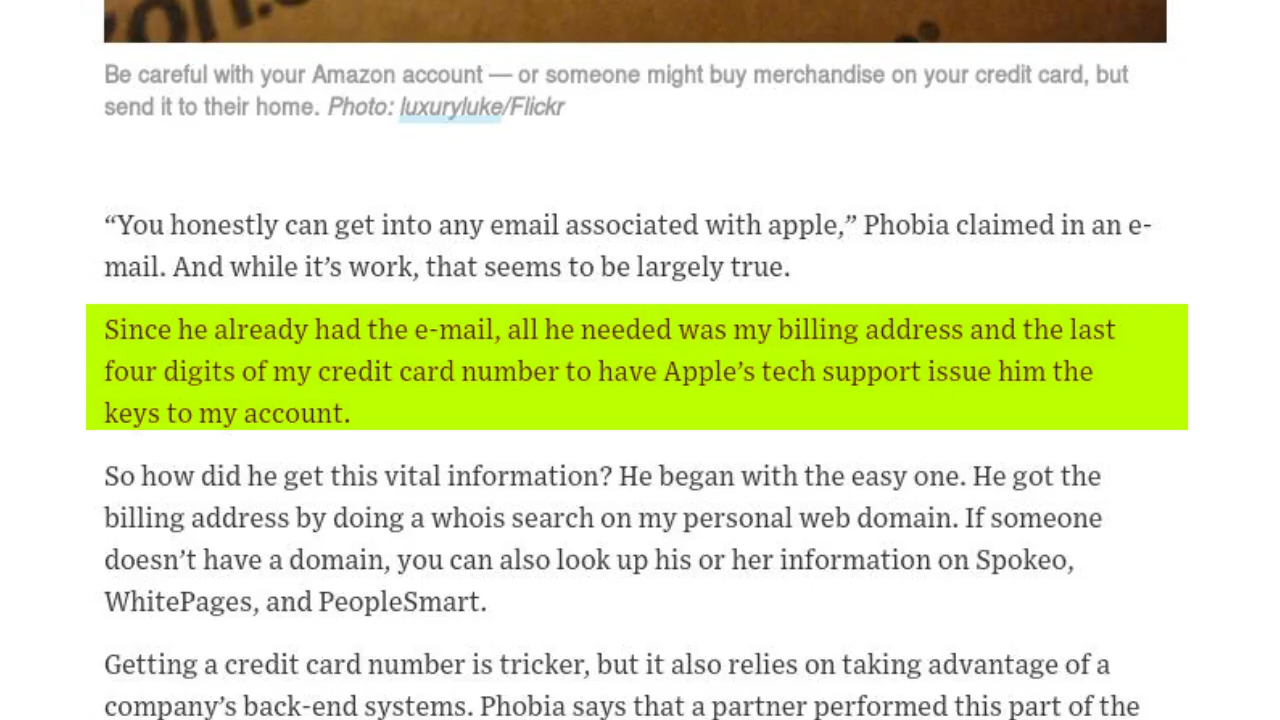 on.
Be careful with your Amazon account — or someone might buy merchandise on your credit card, but
send it to their home. Photo: luxuryluke/Flickr
“You honestly can get into any email associated with apple,” Phobia claimed in an e-
mail. And while it’s work, that seems to be largely true.
Since he already had the e-mail, all he needed was my billing address and the last
four digits of my credit card number to have Apple’s tech support issue him the
keys to my account.
So how did he get this vital information? He began with the easy one. He got the
billing address by doing a whois search on my personal web domain. If someone
doesn’t have a domain, you can also look up his or her information on Spokeo,
WhitePages, and PeopleSmart.
Getting a credit card number is tricker, but it also relies on taking advantage of a
company’s back-end systems. Phobia says that a partner performed this part of the